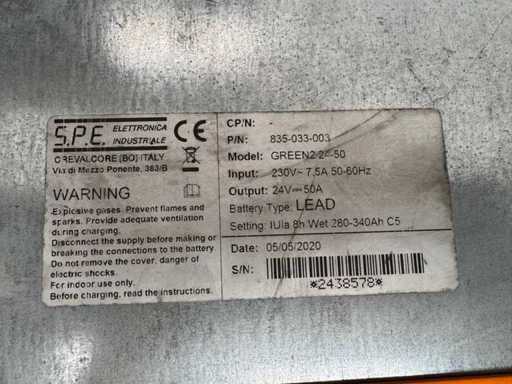 S.P.E. ELETTRONICA INDUSTRIALE CE
CREVALCORE (BO) ITALY
Via di Mezzo Ponente, 383/B
WARNING
Explosive gases. Prevent flames and
sparks. Provide adequate ventilation
during charging.
Disconnect the supply before making or
breaking the connections to the battery
Do not remove the cover, danger of
electric shocks.
For indoor use only.
Before charging, read the instructions.
CP/N: -
P/N: 835-033-003
Model: GREEN2 24-50
Input: 230V~ 7,5A 50-60Hz
Output: 24V⎓50A
Battery Type: LEAD
Setting: IUIa 8h Wet 280-340Ah C5
Date: 05/05/2020
S/N:
*2438578*